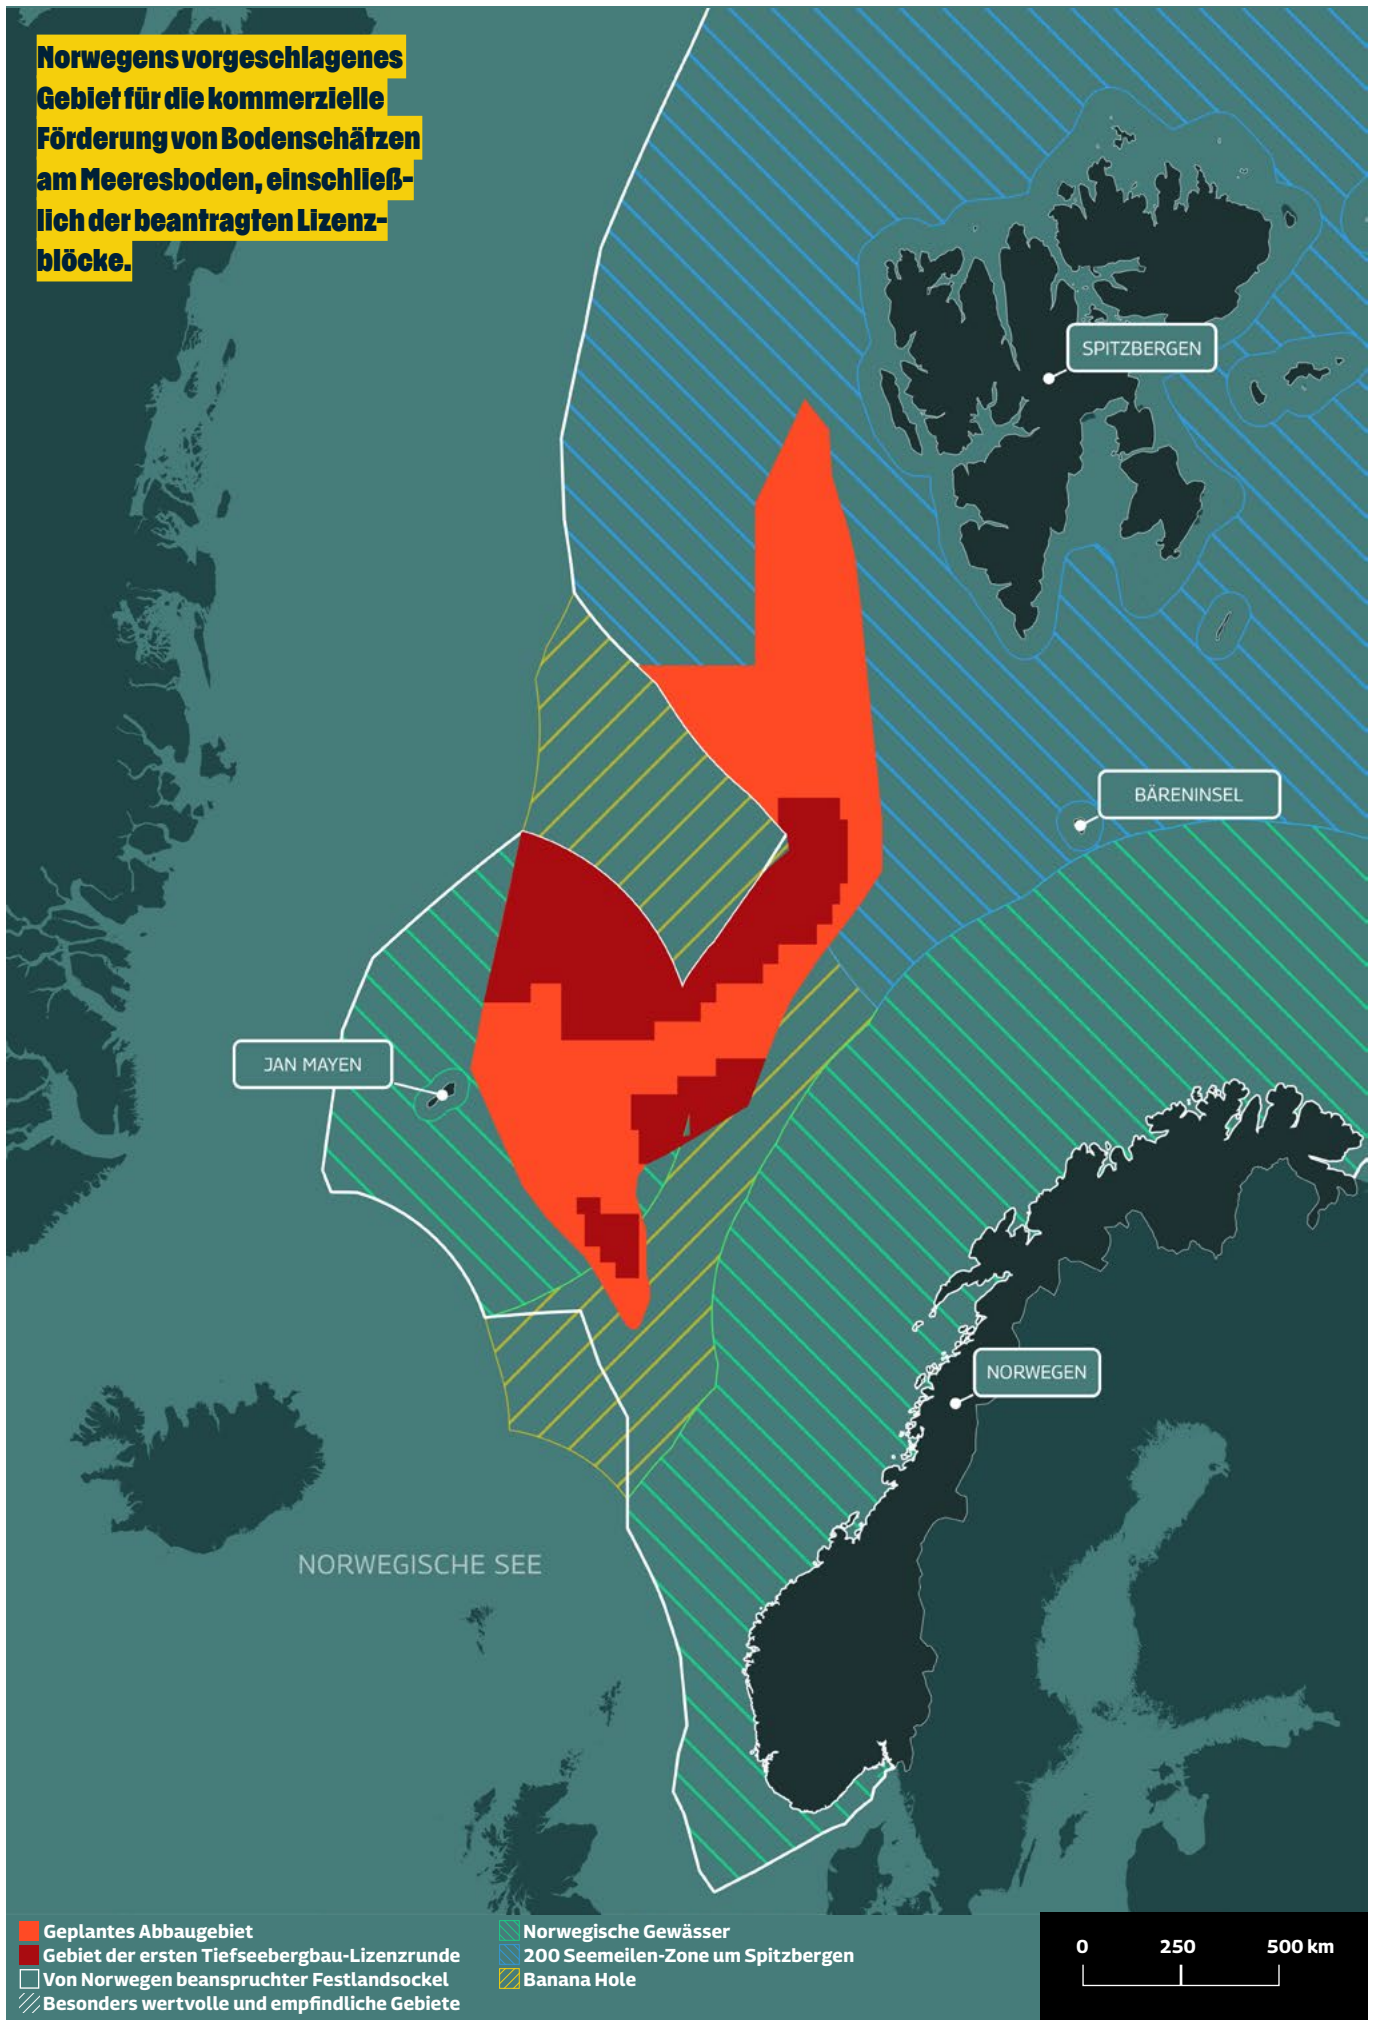 Norwegens vorgeschlagenes
Gebiet für die kommerzielle
Förderung von Bodenschätzen
am Meeresboden, einschließ-
lich der beantragten Lizenz-
blöcke.
SPITZBERGEN
BÄRENINSEL
JAN MAYEN
NORWEGEN
NORWEGISCHE SEE
Geplantes Abbaugebiet
Gebiet der ersten Tiefseebergbau-Lizenzrunde
Von Norwegen beanspruchter Festlandsockel
Besonders wertvolle und empfindliche Gebiete
Norwegische Gewässer
200 Seemeilen-Zone um Spitzbergen
Banana Hole
0 250 500 km